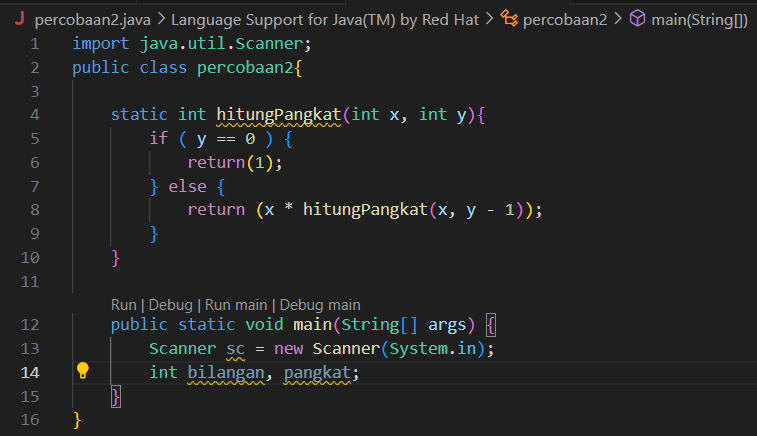 J percobaan2.java > Language Support for Java(TM) by Red Hat > percobaan2 > main(String[])
1 import java.util.Scanner;
2 public class percobaan2{
3
4     static int hitungPangkat(int x, int y){
5         if ( y == 0 ) {
6             return(1);
7         } else {
8             return (x * hitungPangkat(x, y - 1));
9         }
10     }
11
Run | Debug | Run main | Debug main
12     public static void main(String[] args) {
13         Scanner sc = new Scanner(System.in);
14         int bilangan, pangkat;
15     }
16 }